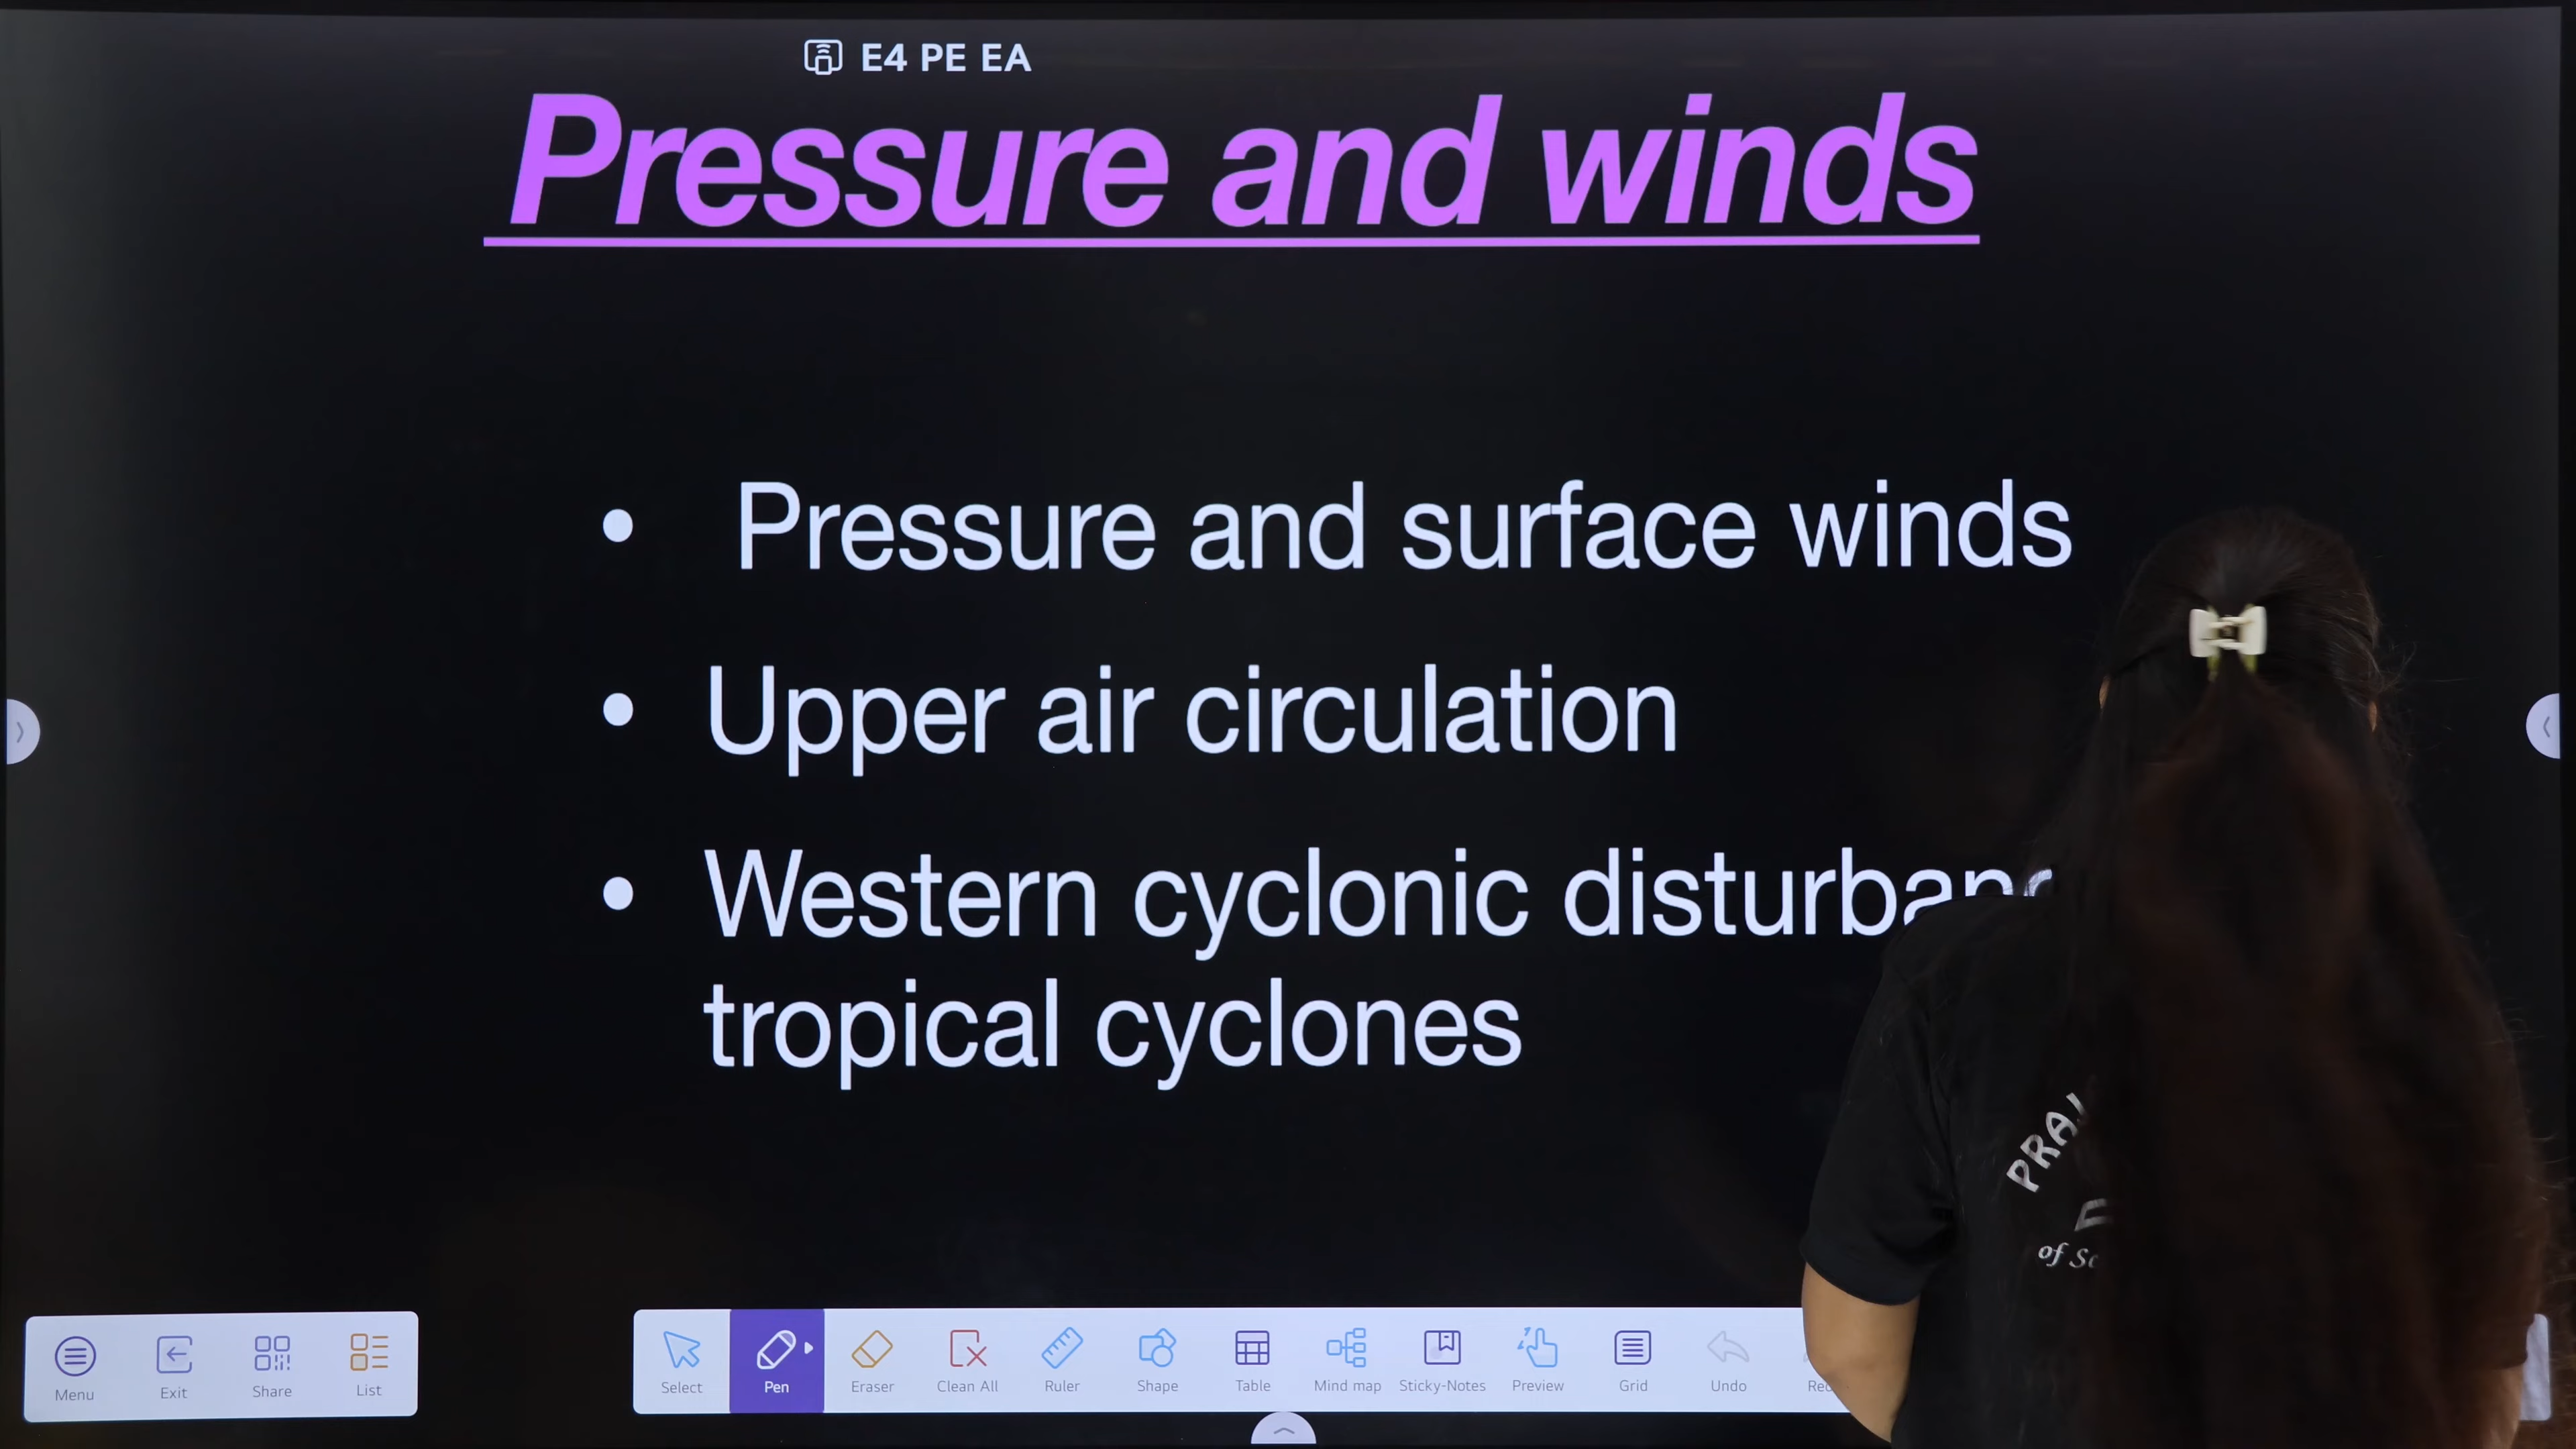 E4 PE EA
Pressure and winds
• Pressure and surface winds
• Upper air circulation
• Western cyclonic
tropical cyclones
of
Menu Exit Share List
Select Pen Eraser Clean All Ruler Shape Table Mind map Sticky-Notes Preview Grid Undo